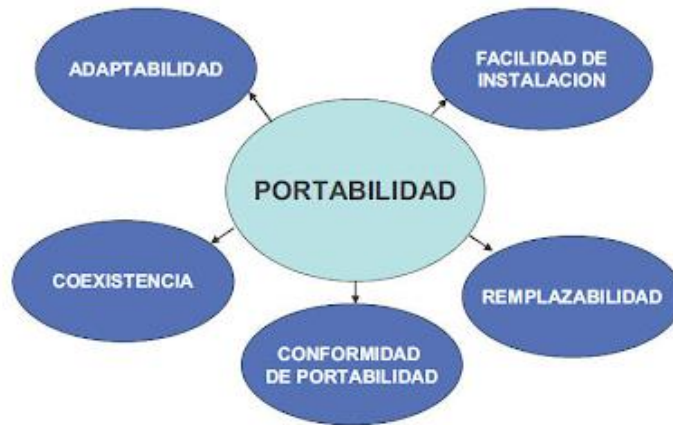 ADAPTABILIDAD
FACILIDAD DE
INSTALACION
PORTABILIDAD
COEXISTENCIA
REMPLAZABILIDAD
CONFORMIDAD
DE PORTABILIDAD